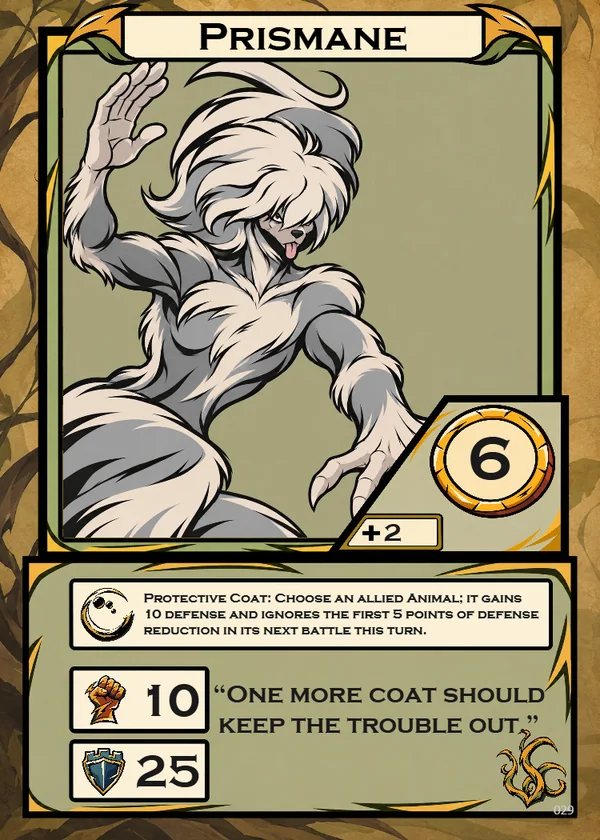 Prismane
6
+2
Protective Coat: Choose an allied Animal; it gains
10 defense and ignores the first 5 points of defense
reduction in its next battle this turn.
10
“One more coat should
keep the trouble out.”
25
029